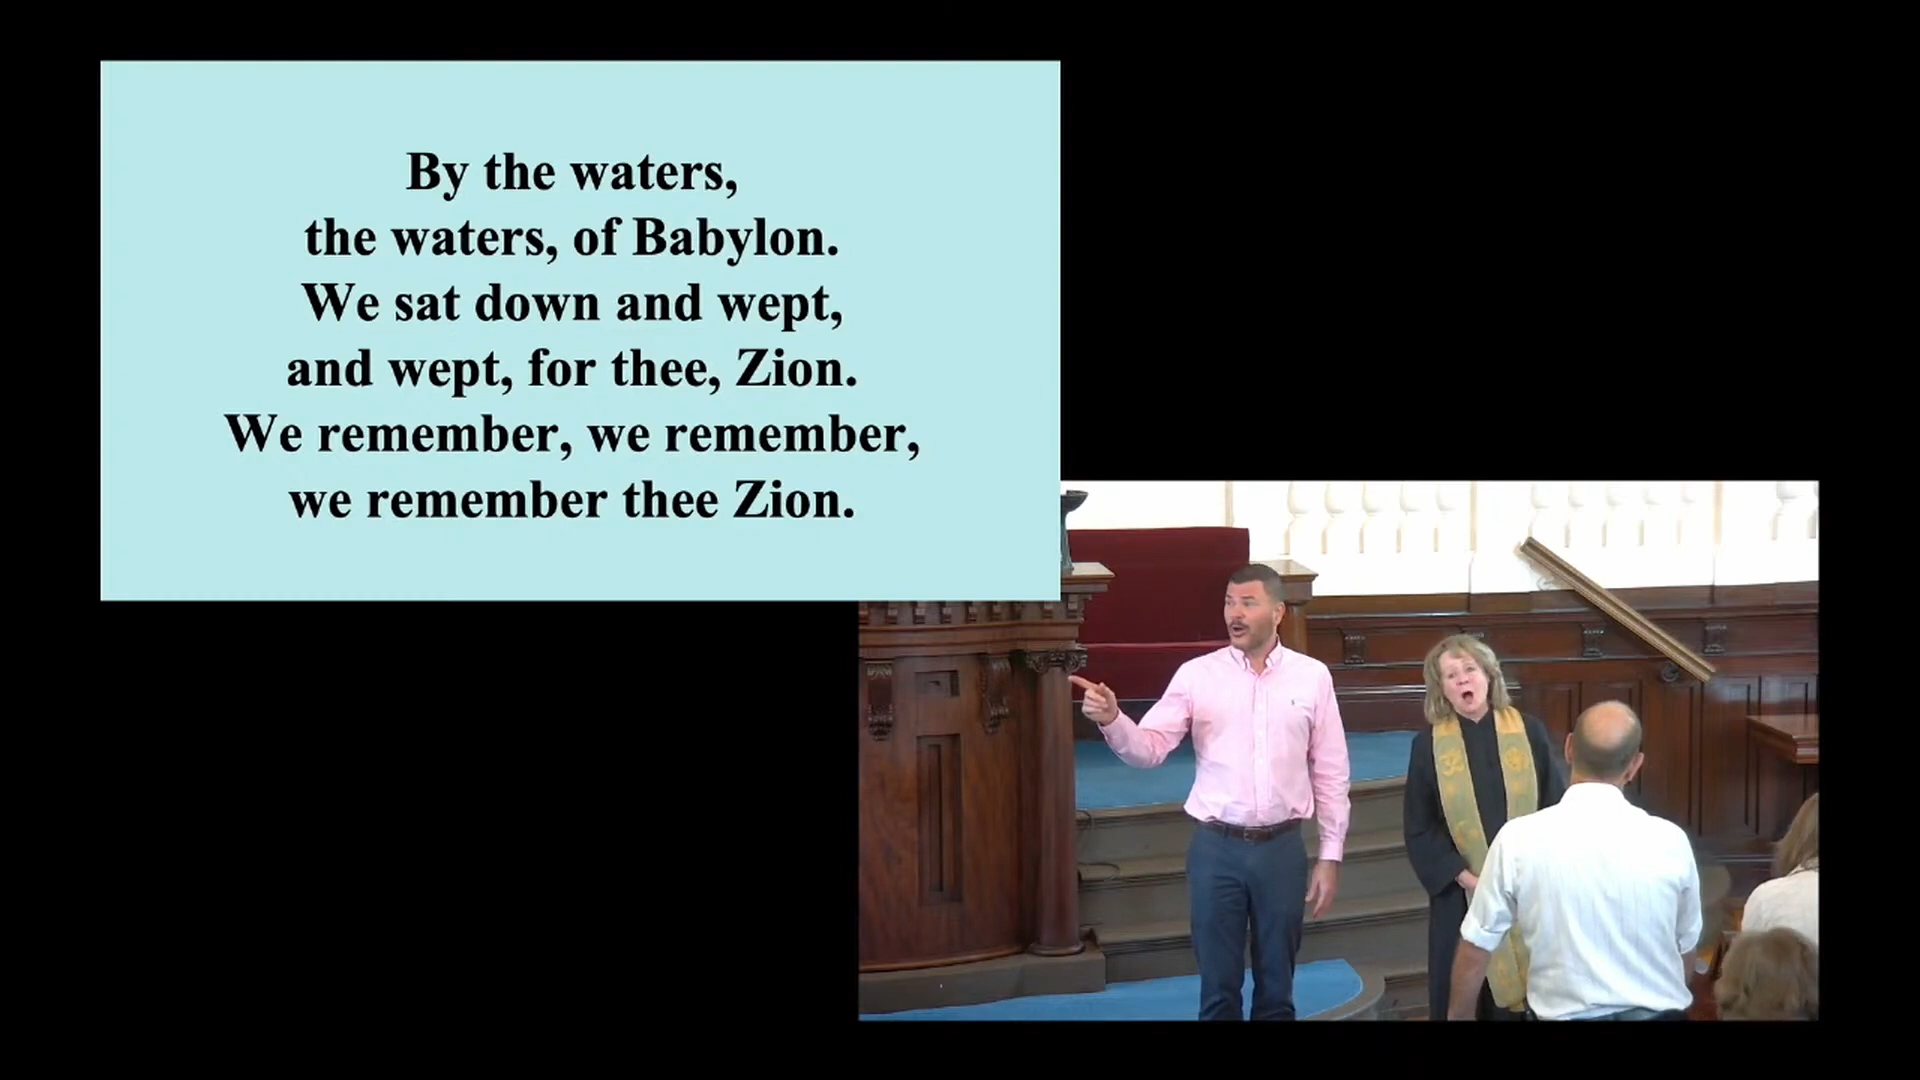 By the waters,
the waters, of Babylon.
We sat down and wept,
and wept, for thee, Zion.
We remember, we remember,
we remember thee Zion.